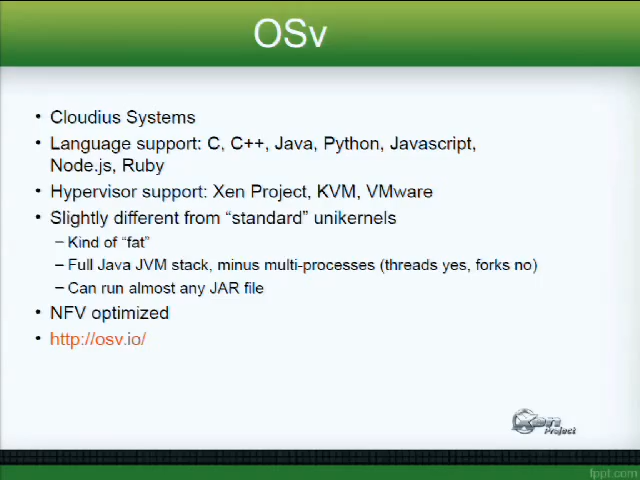 OSv
• Cloudius Systems
• Language support: C, C++, Java, Python, Javascript,
Node.js, Ruby
• Hypervisor support: Xen Project, KVM, VMware
• Slightly different from “standard” unikernels
– Kind of “fat”
– Full Java JVM stack, minus multi-processes (threads yes, forks no)
– Can run almost any JAR file
• NFV optimized
• http://osv.io/
Xen
Project
fppt.com